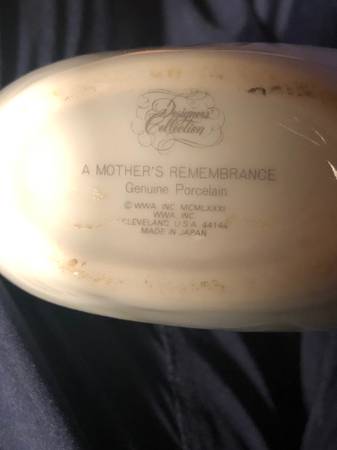 Designers'
Collection
A MOTHER'S REMEMBRANCE
Genuine Porcelain
© WWA, INC. MCMLXXXI
WWA, INC.
CLEVELAND, U.S.A. 44144
MADE IN JAPAN